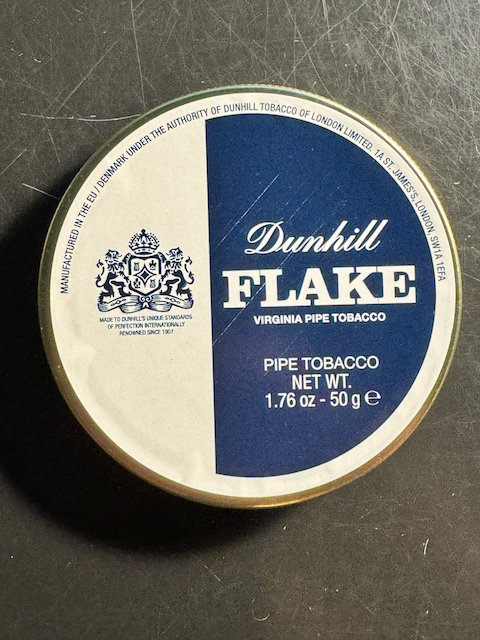 MANUFACTURED IN THE EU / DENMARK UNDER THE AUTHORITY OF DUNHILL TOBACCO OF LONDON LIMITED. 1A ST. JAMES'S, LONDON, SW1A 1EFA
MADE TO DUNHILL'S UNIQUE STANDARDS
OF PERFECTION INTERNATIONALLY
RENOWNED SINCE 1907
Dunhill
FLAKE
VIRGINIA PIPE TOBACCO
PIPE TOBACCO
NET WT.
1.76 oz - 50 g ℮